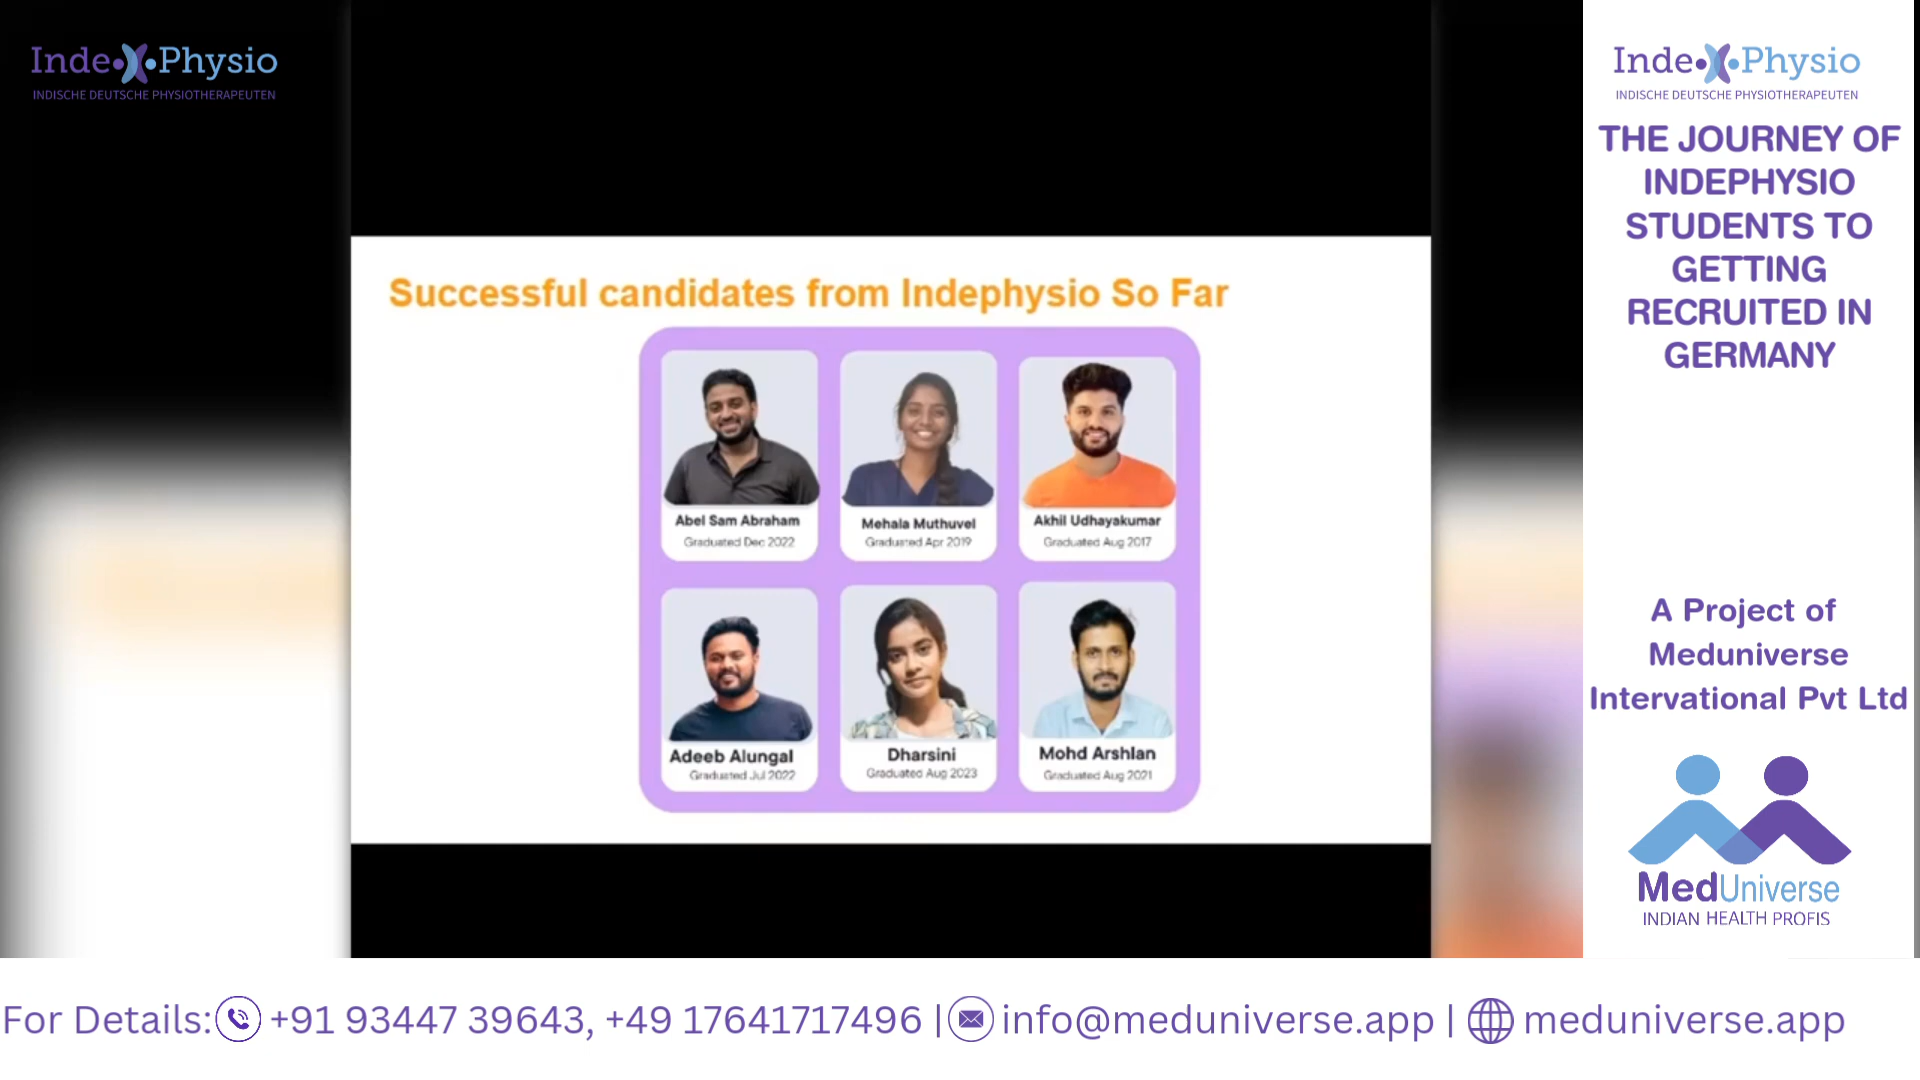 Inde Physio
INDISCHE DEUTSCHE PHYSIOTHERAPEUTEN
Successful candidates from Indephysio So Far
Abel Sam Abraham
Graduated Dec 2022
Mehala Muthuvel
Graduated Apr 2019
Akhil Udhayakumar
Graduated Aug 2017
Adeeb Alungal
Graduated Jul 2022
Dharsini
Graduated Aug 2023
Mohd Arshlan
Graduated Aug 2021
Inde Physio
INDISCHE DEUTSCHE PHYSIOTHERAPEUTEN
THE JOURNEY OF
INDEPHYSIO
STUDENTS TO
GETTING
RECRUITED IN
GERMANY
A Project of
Meduniverse
Intervational Pvt Ltd
MedUniverse
INDIAN HEALTH PROFIS
For Details: +91 93447 39643, +49 17641717496 | info@meduniverse.app | meduniverse.app